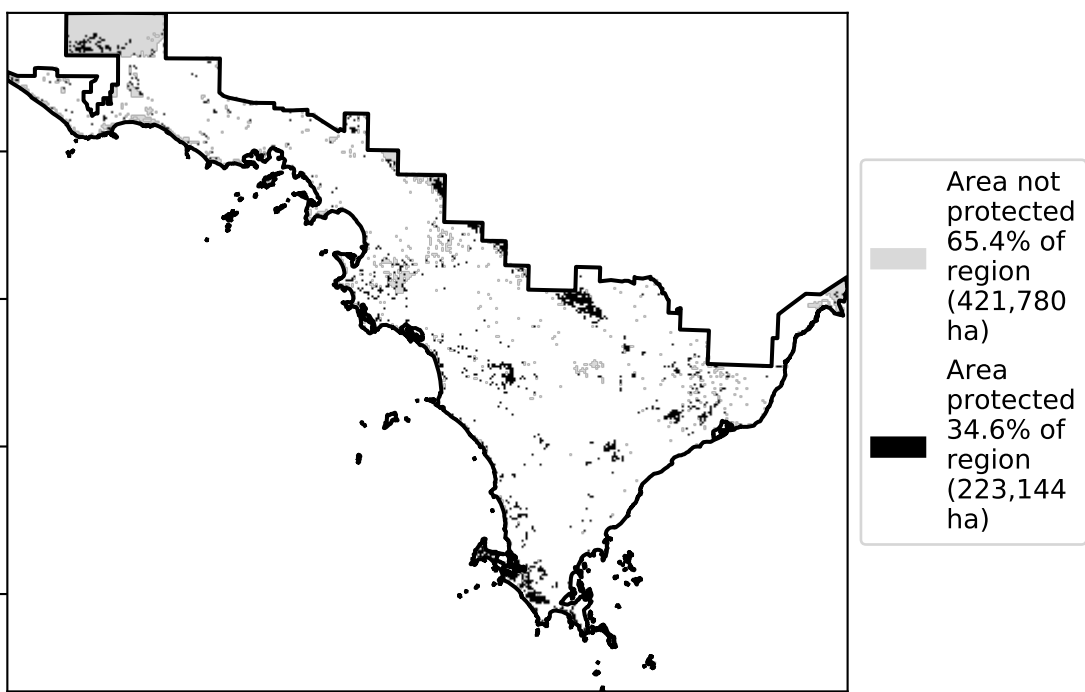 Area not
protected
65.4% of
region
(421,780
ha)
Area
protected
34.6% of
region
(223,144
ha)